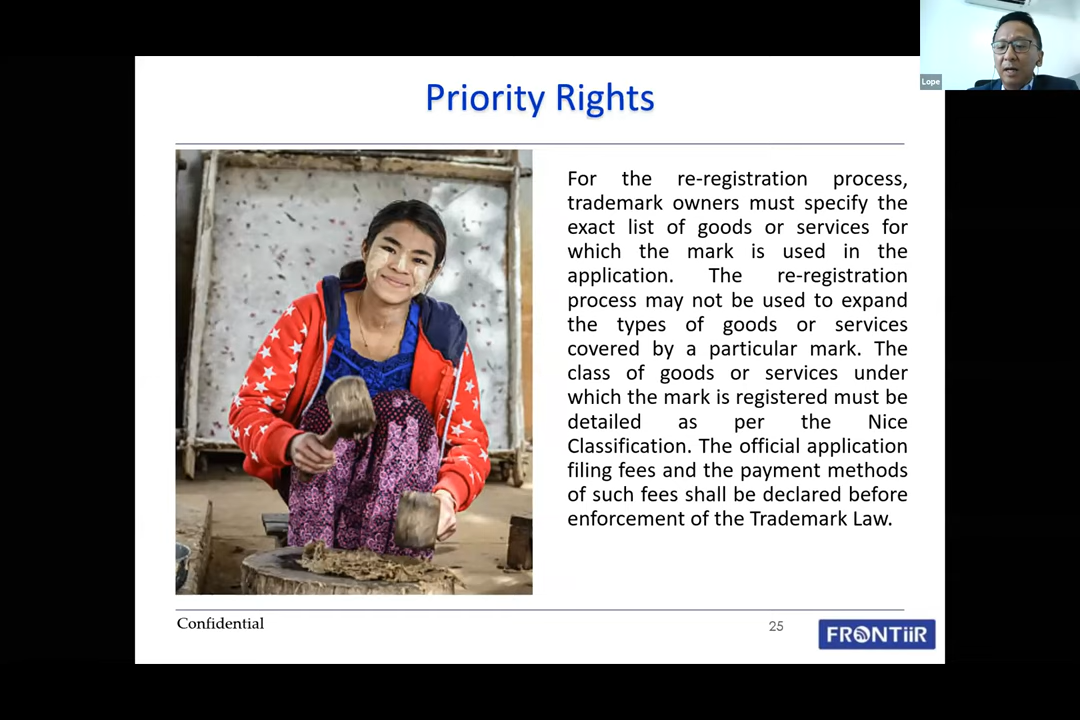 Lope
Priority Rights
For the re-registration process,
trademark owners must specify the
exact list of goods or services for
which the mark is used in the
application. The re-registration
process may not be used to expand
the types of goods or services
covered by a particular mark. The
class of goods or services under
which the mark is registered must be
detailed as per the Nice
Classification. The official application
filing fees and the payment methods
of such fees shall be declared before
enforcement of the Trademark Law.
Confidential
25
FRONTiiR